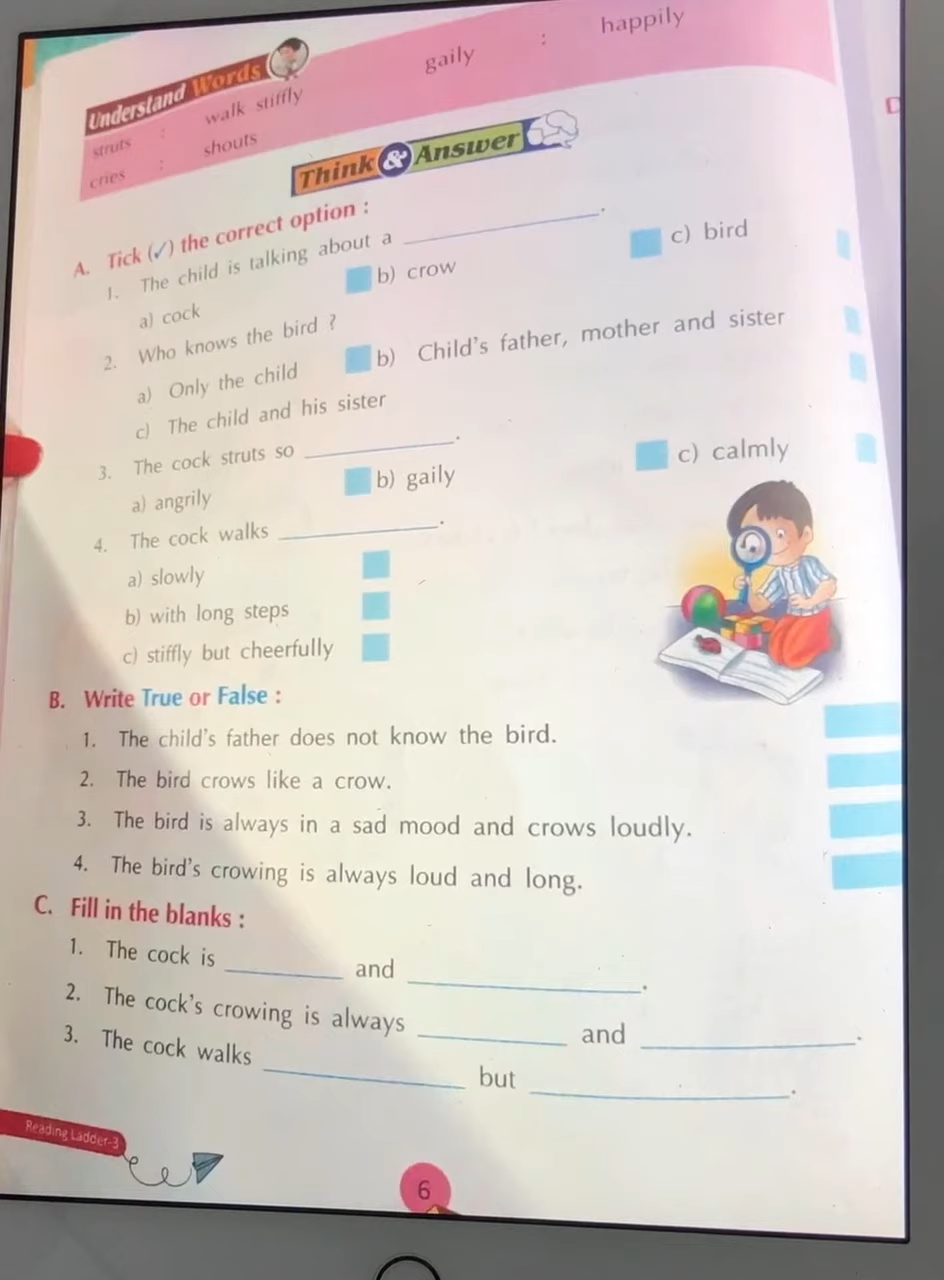 Understand Words
struts : walk stiffly
gaily : happily
cries : shouts
Think & Answer
A. Tick (✓) the correct option :
1. The child is talking about a ________.
a) cock b) crow c) bird
2. Who knows the bird ?
a) Only the child b) Child's father, mother and sister
c) The child and his sister
3. The cock struts so ________.
a) angrily b) gaily c) calmly
4. The cock walks ________.
a) slowly
b) with long steps
c) stiffly but cheerfully
B. Write True or False :
1. The child's father does not know the bird.
2. The bird crows like a crow.
3. The bird is always in a sad mood and crows loudly.
4. The bird's crowing is always loud and long.
C. Fill in the blanks :
1. The cock is ________ and ________.
2. The cock's crowing is always ________ and ________.
3. The cock walks ________ but ________.
Reading Ladder-3
6